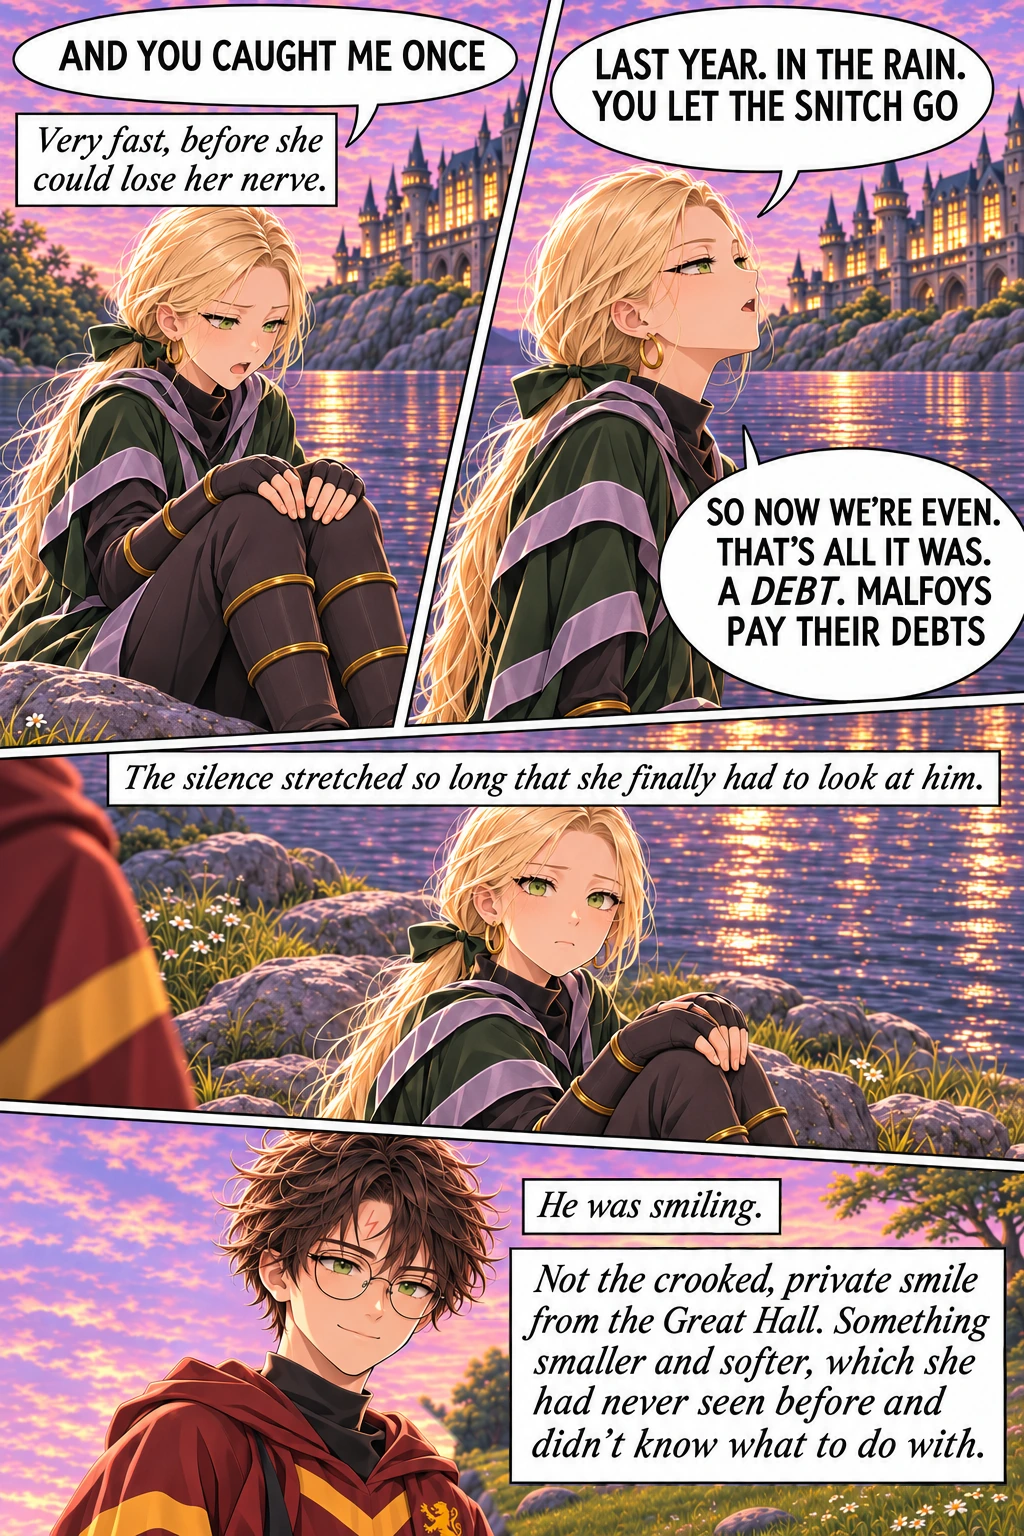 AND YOU CAUGHT ME ONCE
Very fast, before she
could lose her nerve.
LAST YEAR. IN THE RAIN.
YOU LET THE SNITCH GO
SO NOW WE'RE EVEN.
THAT'S ALL IT WAS.
A DEBT. MALFOYS
PAY THEIR DEBTS
The silence stretched so long that she finally had to look at him.
He was smiling.
Not the crooked, private smile
from the Great Hall. Something
smaller and softer, which she
had never seen before and
didn't know what to do with.